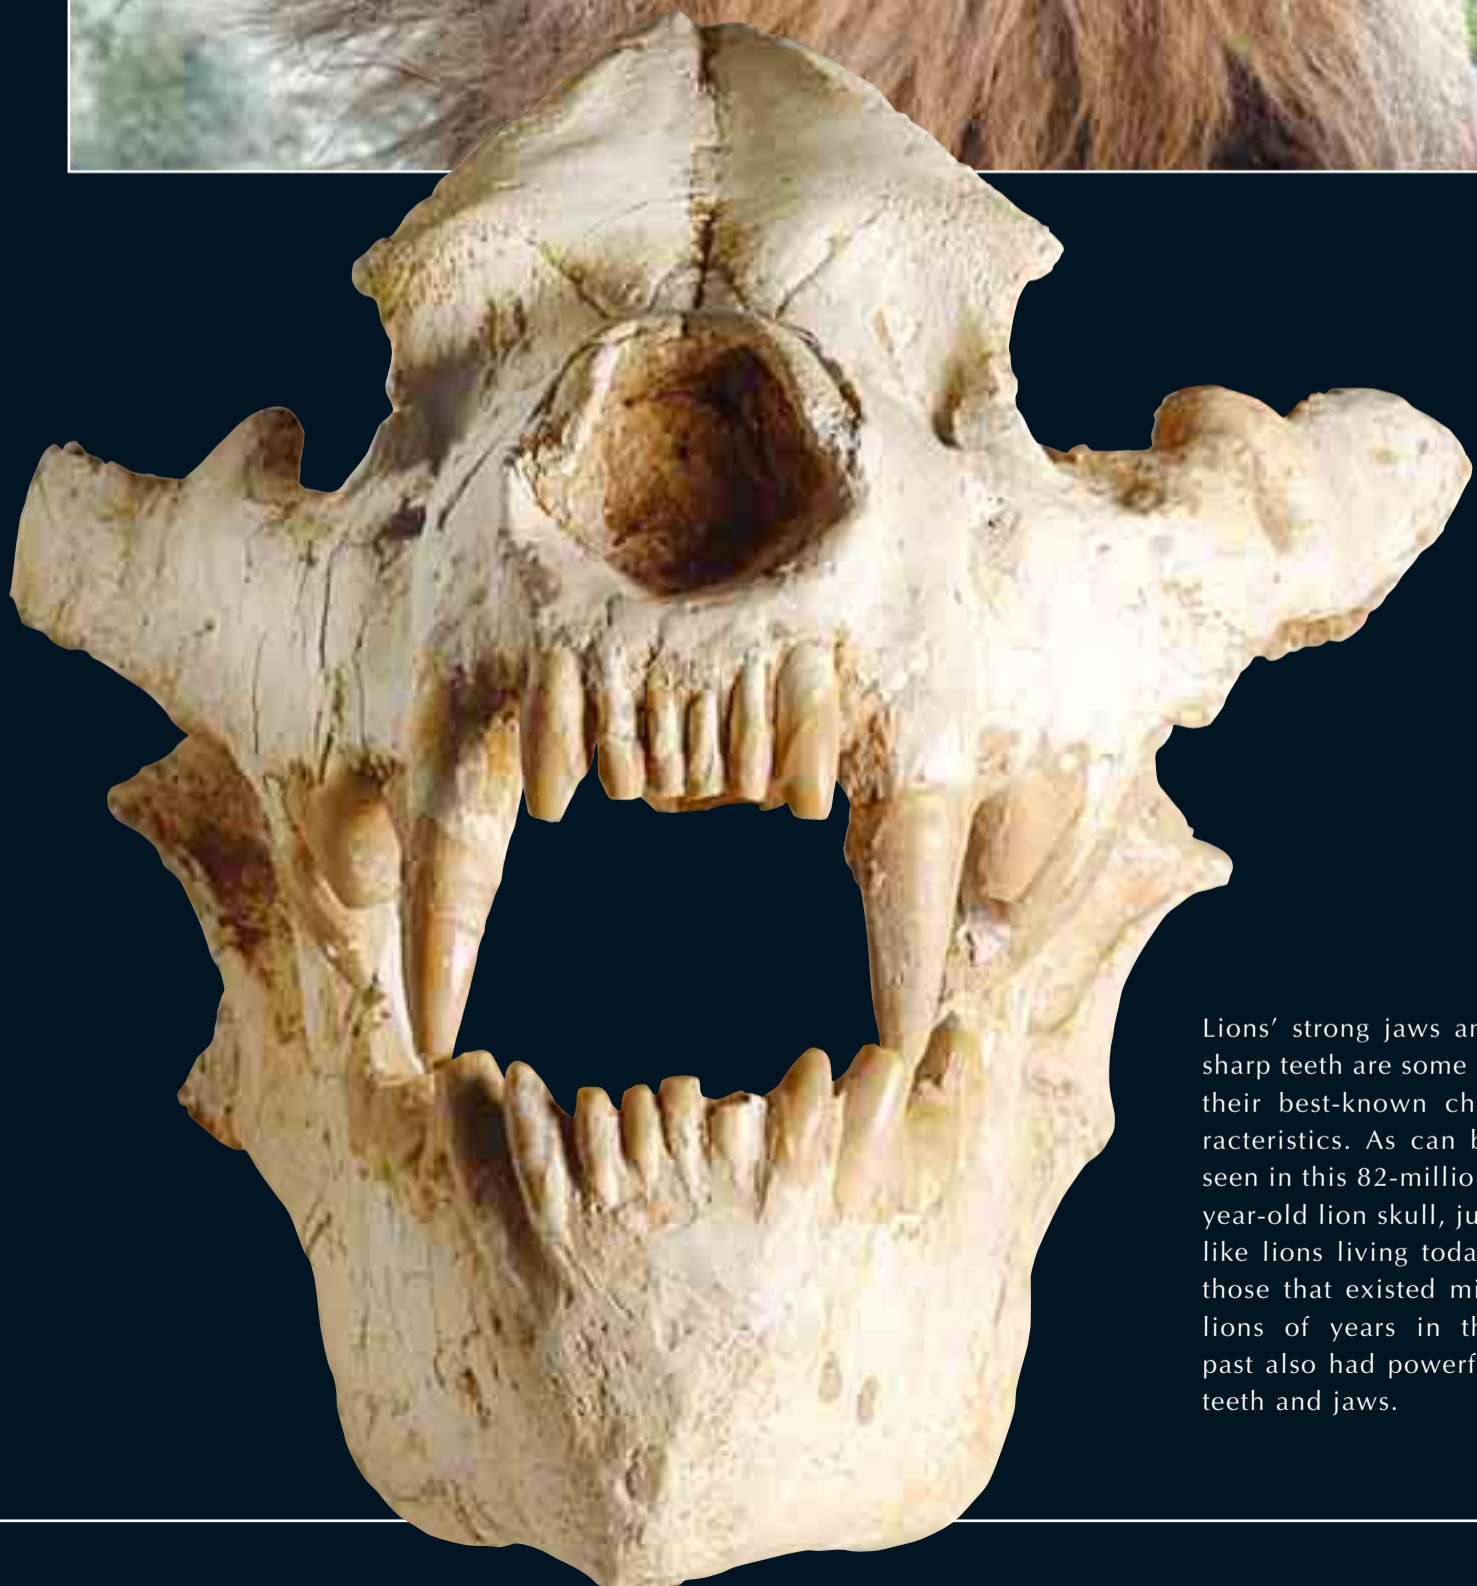 Lions’ strong jaws an
sharp teeth are some
their best-known ch
racteristics. As can b
seen in this 82-millio
year-old lion skull, ju
like lions living toda
those that existed mi
lions of years in th
past also had powerf
teeth and jaws.